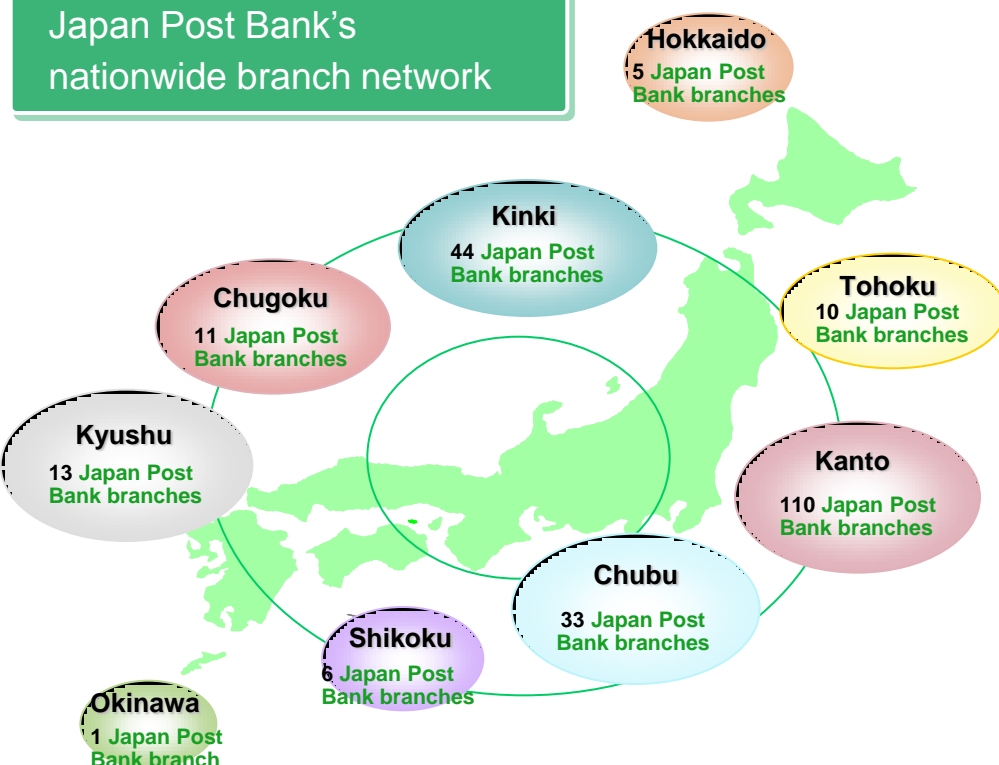 Japan Post Bank's
nationwide branch network
Hokkaido
5 Japan Post
Bank branches
Kinki
44 Japan Post
Bank branches
Chugoku
11 Japan Post
Bank branches
Tohoku
10 Japan Post
Bank branches
Kyushu
13 Japan Post
Bank branches
Kanto
110 Japan Post
Bank branches
Chubu
33 Japan Post
Bank branches
Shikoku
6 Japan Post
Bank branches
Okinawa
1 Japan Post
Bank branch